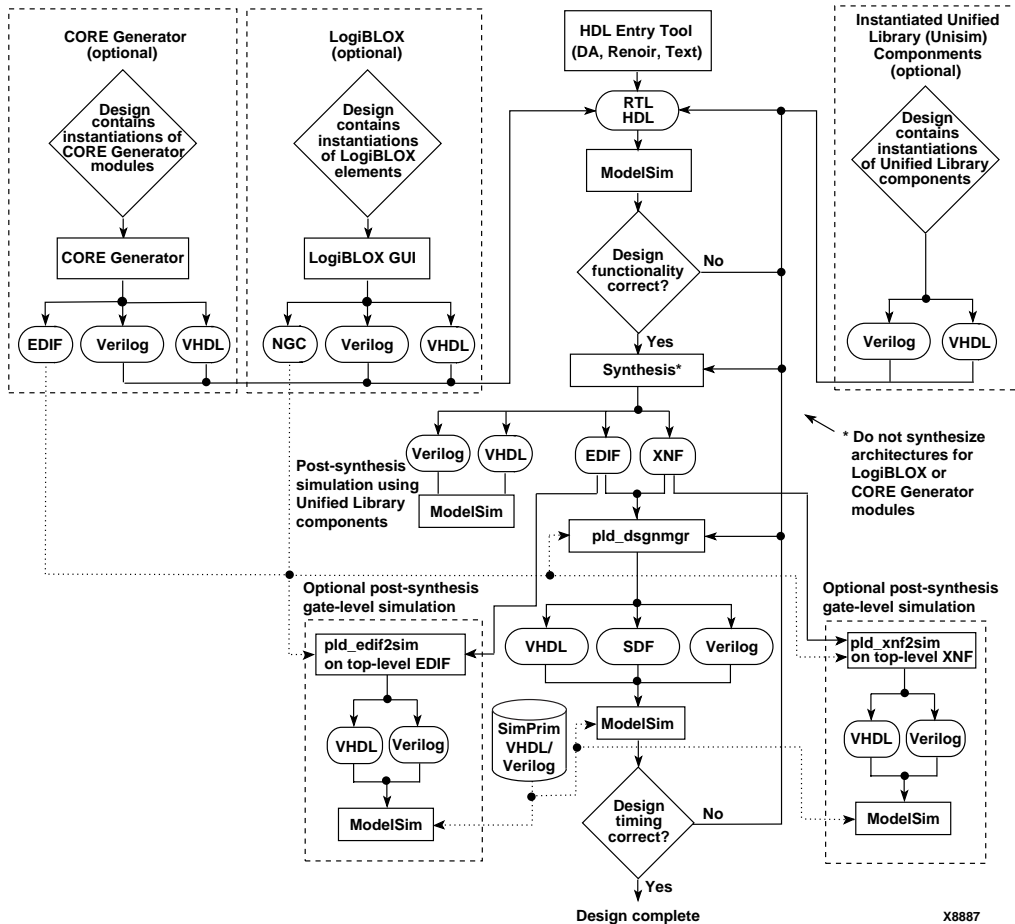 CORE Generator
(optional)
Design
contains
instantiations of
CORE Generator
modules
CORE Generator
EDIF
Verilog
VHDL
LogiBLOX
(optional)
Design
contains
instantiations
of LogiBLOX
elements
LogiBLOX GUI
NGC
Verilog
VHDL
HDL Entry Tool
(DA, Renoir, Text)
RTL
HDL
ModelSim
Design
functionality
correct?
No
Yes
Synthesis*
Instantiated Unified
Library (Unisim)
Componments
(optional)
Design
contains
instantiations
of Unified Library
components
Verilog
VHDL
* Do not synthesize
architectures for
LogiBLOX or
CORE Generator
modules
Verilog
VHDL
EDIF
XNF
Post-synthesis
simulation using
Unified Library
components
ModelSim
pld_dsgnmgr
Optional post-synthesis
gate-level simulation
pld_edif2sim
on top-level EDIF
VHDL
Verilog
ModelSim
VHDL
SDF
Verilog
SimPrim
VHDL/
Verilog
ModelSim
Design
timing
correct?
No
Yes
Design complete
Optional post-synthesis
gate-level simulation
pld_xnf2sim
on top-level XNF
VHDL
Verilog
ModelSim
X8887